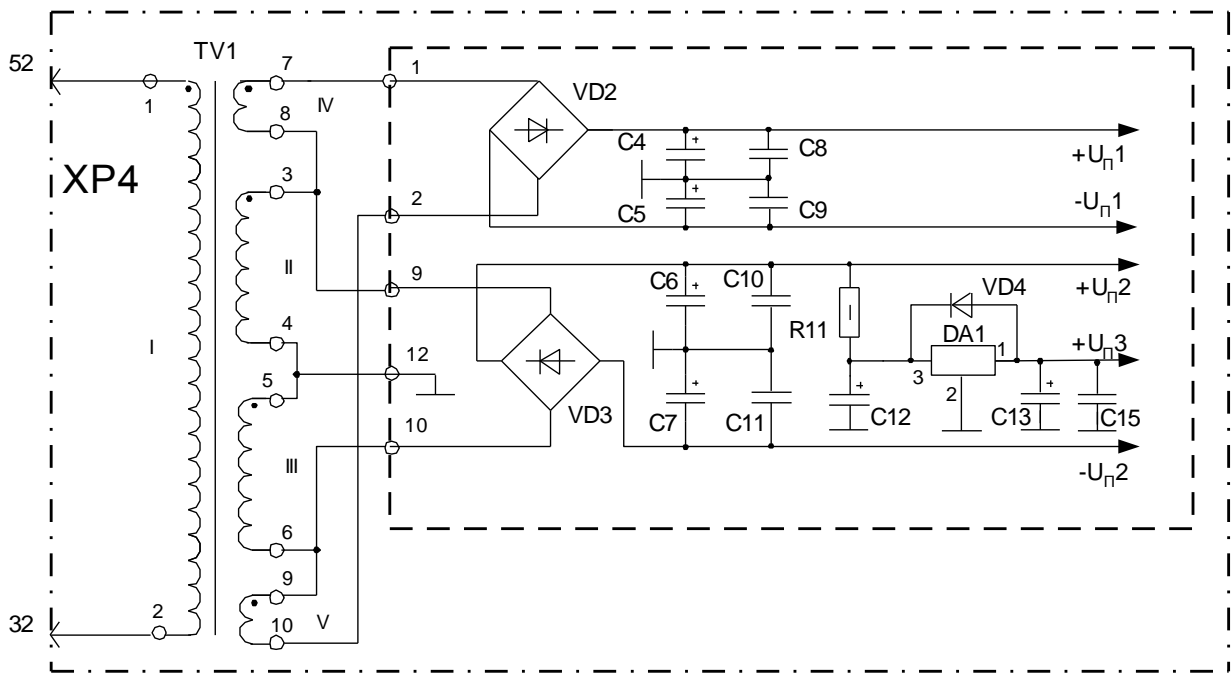 52
TV1
7
1
1
IV
VD2
8
C4
+
C8
+Uп1
XP4
3
2
C5
+
C9
-Uп1
II
9
C6
+
C10
VD4
+Uп2
R11
DA1
4
12
3
1
+Uп3
I
5
2
C7
+
C11
+
C12
C13
+
C15
VD3
10
III
-Uп2
6
9
2
V
32
10